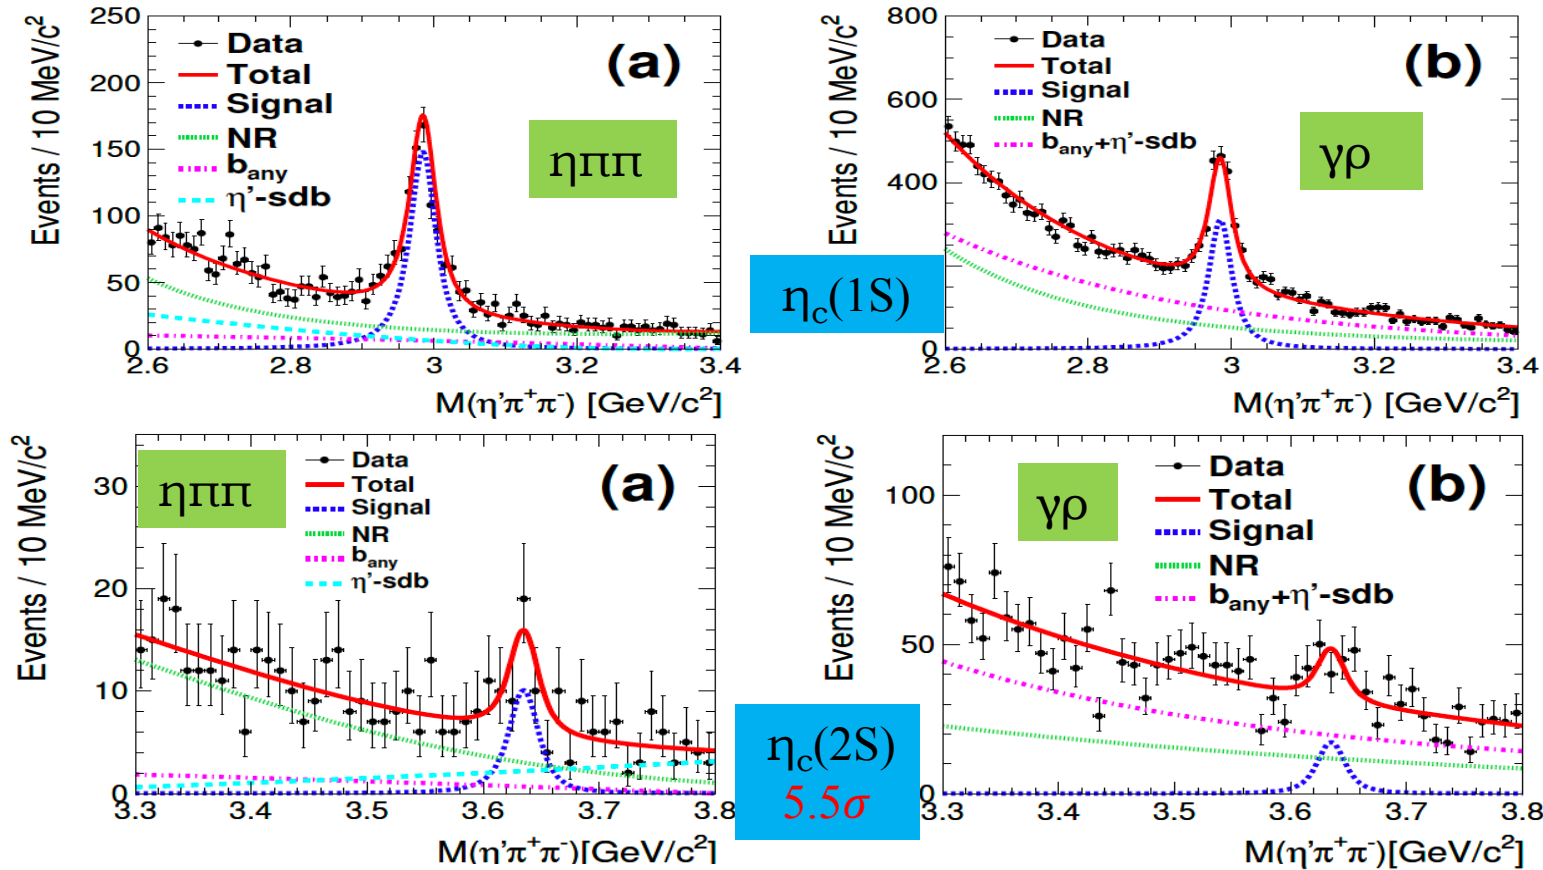 250
200
150
100
50
0
Events / 10 MeV/c²
Data
Total
Signal
NR
b_any
η'-sdb
(a)
ηππ
2.6 2.8 3 3.2 3.4
M(η'π⁺π⁻) [GeV/c²]
800
600
400
200
0
Events / 10 MeV/c²
Data
Total
Signal
NR
b_any+η'-sdb
(b)
γρ
2.6 2.8 3 3.2 3.4
M(η'π⁺π⁻) [GeV/c²]
η_c(1S)
30
20
10
0
Events / 10 MeV/c²
ηππ
Data
Total
Signal
NR
b_any
η'-sdb
(a)
3.3 3.4 3.5 3.6 3.7 3.8
M(η'π⁺π⁻)[GeV/c²]
η_c(2S)
5.5σ
100
50
0
Events / 10 MeV/c²
γρ
Data
Total
Signal
NR
b_any+η'-sdb
(b)
3.3 3.4 3.5 3.6 3.7 3.8
M(η'π⁺π⁻)[GeV/c²]